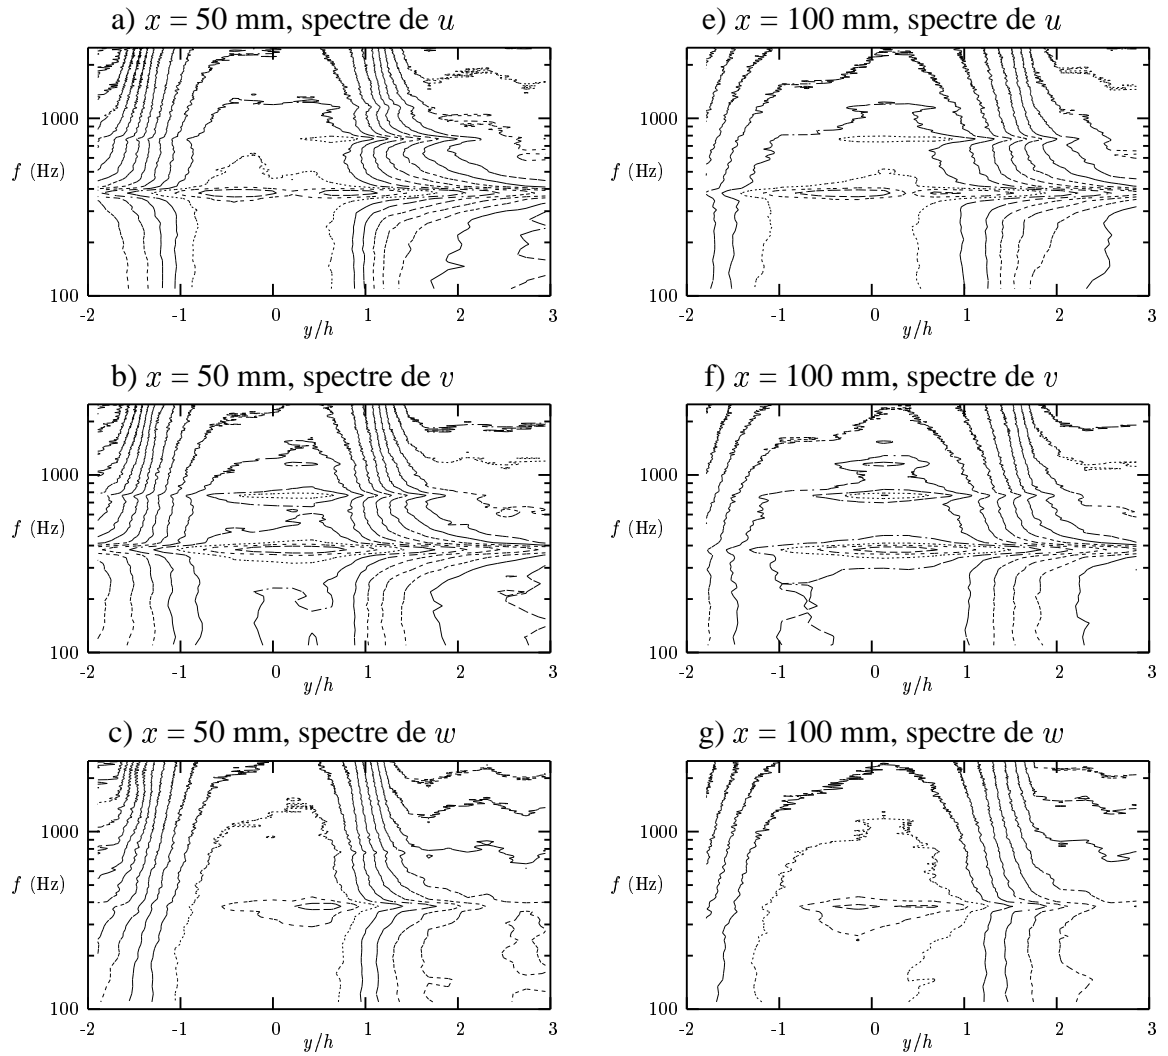 a) x = 50 mm, spectre de u
1000
f (Hz)
100
-2 -1 0 1 2 3
y/h
e) x = 100 mm, spectre de u
1000
f (Hz)
100
-2 -1 0 1 2 3
y/h
b) x = 50 mm, spectre de v
1000
f (Hz)
100
-2 -1 0 1 2 3
y/h
f) x = 100 mm, spectre de v
1000
f (Hz)
100
-2 -1 0 1 2 3
y/h
c) x = 50 mm, spectre de w
1000
f (Hz)
100
-2 -1 0 1 2 3
y/h
g) x = 100 mm, spectre de w
1000
f (Hz)
100
-2 -1 0 1 2 3
y/h